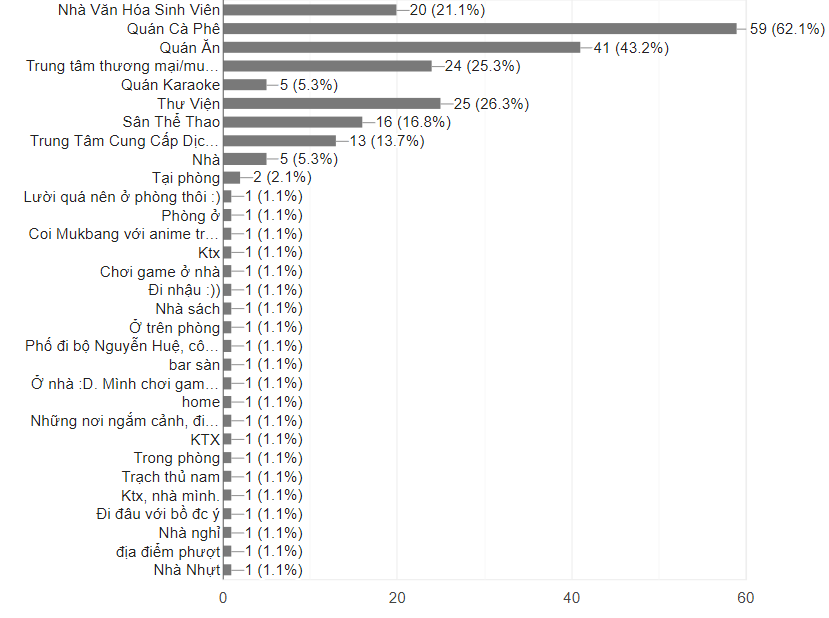 Nhà Văn Hóa Sinh Viên 20 (21.1%)
Quán Cà Phê 59 (62.1%)
Quán Ăn 41 (43.2%)
Trung tâm thương mại/mu... 24 (25.3%)
Quán Karaoke 5 (5.3%)
Thư Viện 25 (26.3%)
Sân Thể Thao 16 (16.8%)
Trung Tâm Cung Cấp Dịc... 13 (13.7%)
Nhà 5 (5.3%)
Tại phòng 2 (2.1%)
Lười quá nên ở phòng thôi :) 1 (1.1%)
Phòng ở 1 (1.1%)
Coi Mukbang với anime tr... 1 (1.1%)
Ktx 1 (1.1%)
Chơi game ở nhà 1 (1.1%)
Đi nhậu :)) 1 (1.1%)
Nhà sách 1 (1.1%)
Ở trên phòng 1 (1.1%)
Phố đi bộ Nguyễn Huệ, cô... 1 (1.1%)
bar sàn 1 (1.1%)
Ở nhà :D. Mình chơi gam... 1 (1.1%)
home 1 (1.1%)
Những nơi ngắm cảnh, đi... 1 (1.1%)
KTX 1 (1.1%)
Trong phòng 1 (1.1%)
Trạch thủ nam 1 (1.1%)
Ktx, nhà mình. 1 (1.1%)
Đi đâu với bồ đc ý 1 (1.1%)
Nhà nghỉ 1 (1.1%)
địa điểm phượt 1 (1.1%)
Nhà Nhựt 1 (1.1%)
0 20 40 60